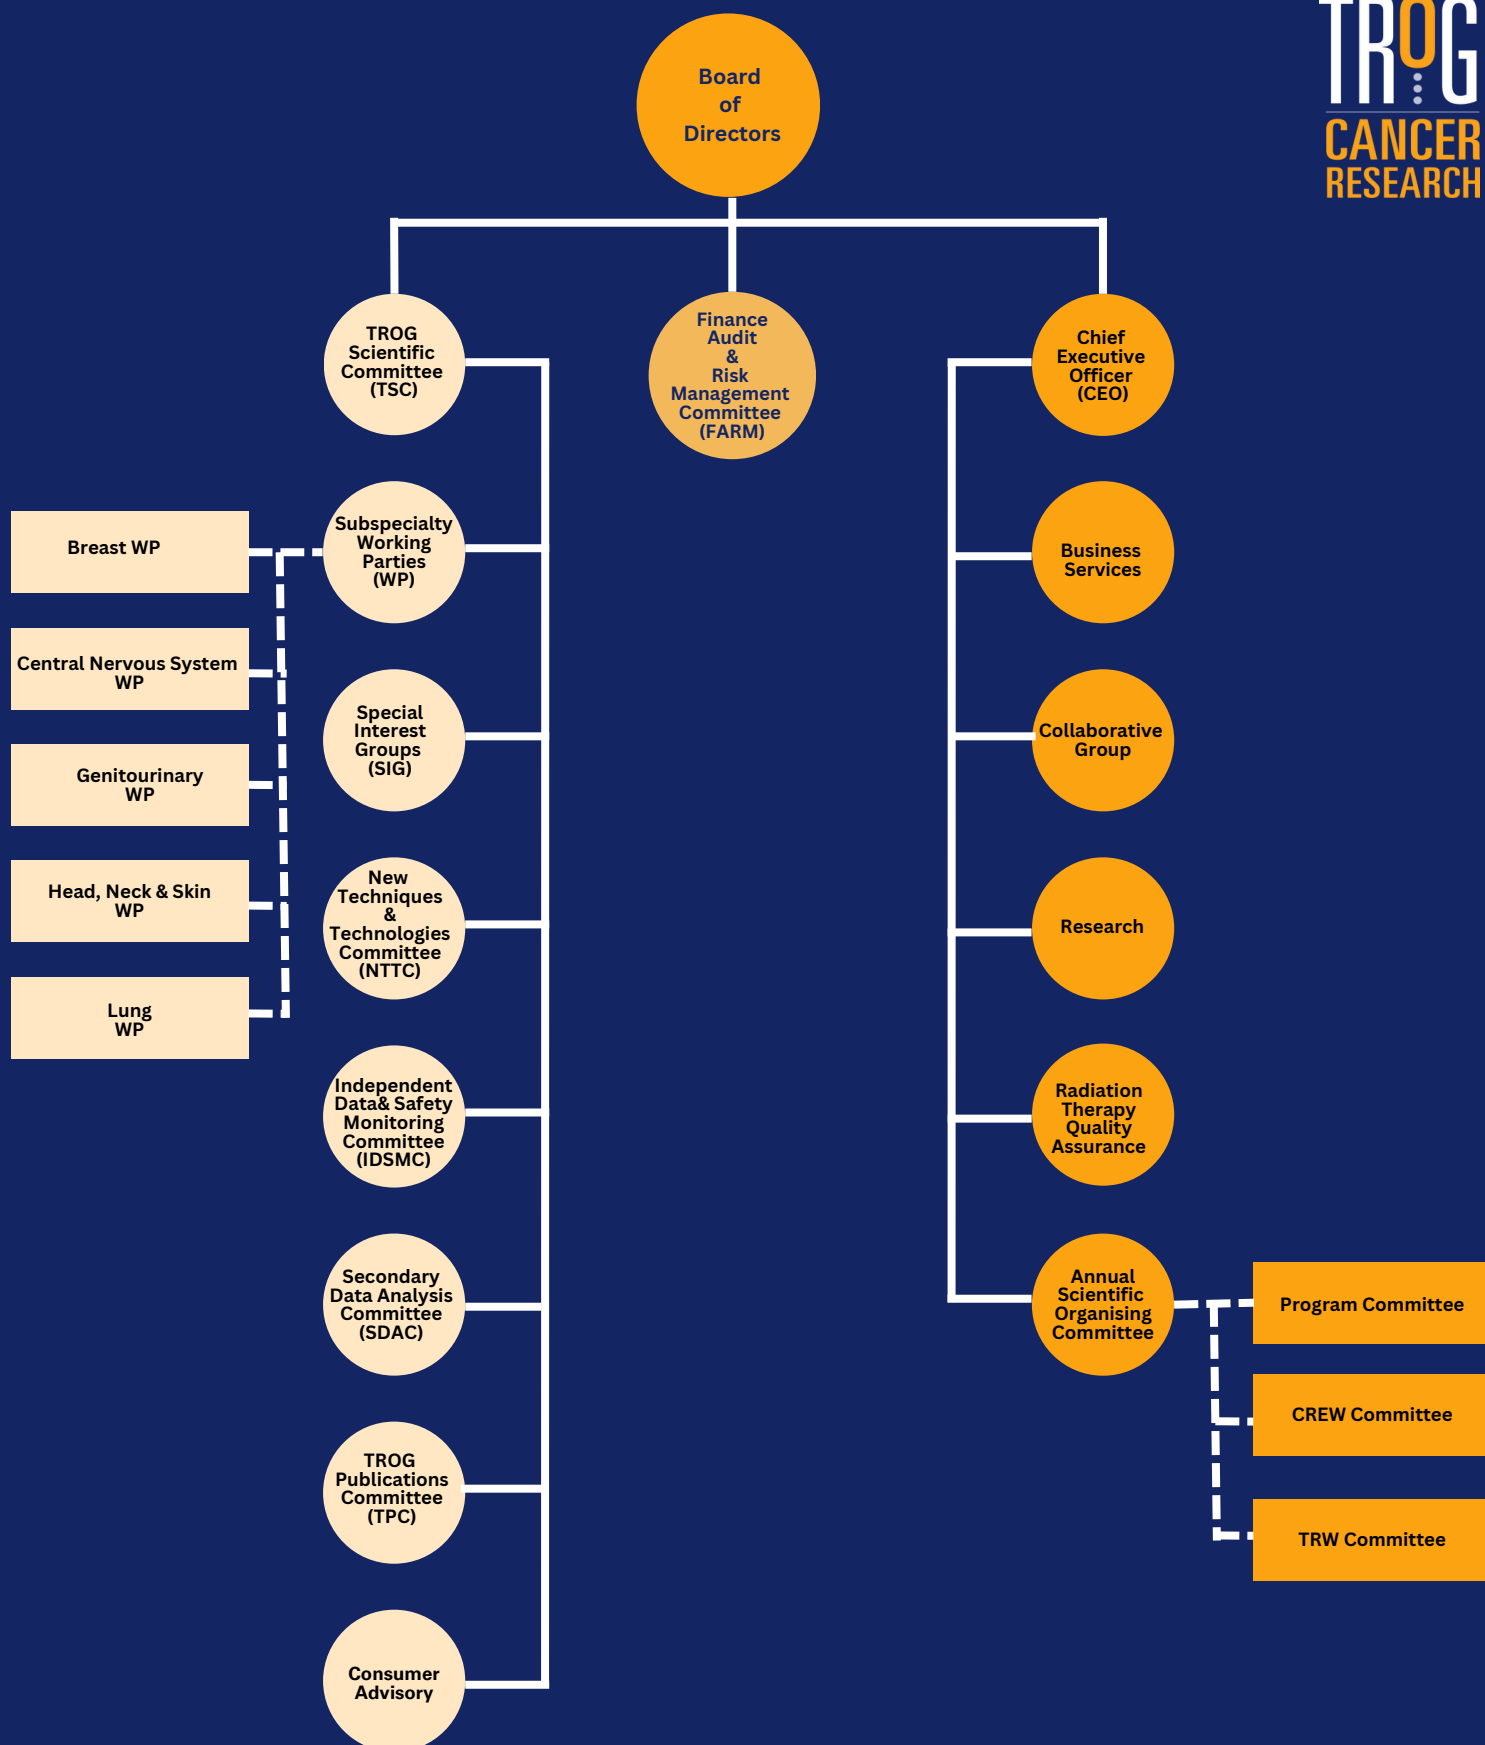 TROG
CANCER
RESEARCH
Board
of
Directors
TROG
Scientific
Committee
(TSC)
Finance
Audit
&
Risk
Management
Committee
(FARM)
Chief
Executive
Officer
(CEO)
Subspecialty
Working
Parties
(WP)
Breast WP
Central Nervous System
WP
Genitourinary
WP
Head, Neck & Skin
WP
Lung
WP
Special
Interest
Groups
(SIG)
New
Techniques
&
Technologies
Committee
(NTTC)
Independent
Data& Safety
Monitoring
Committee
(IDSMC)
Secondary
Data Analysis
Committee
(SDAC)
TROG
Publications
Committee
(TPC)
Consumer
Advisory
Business
Services
Collaborative
Group
Research
Radiation
Therapy
Quality
Assurance
Annual
Scientific
Organising
Committee
Program Committee
CREW Committee
TRW Committee